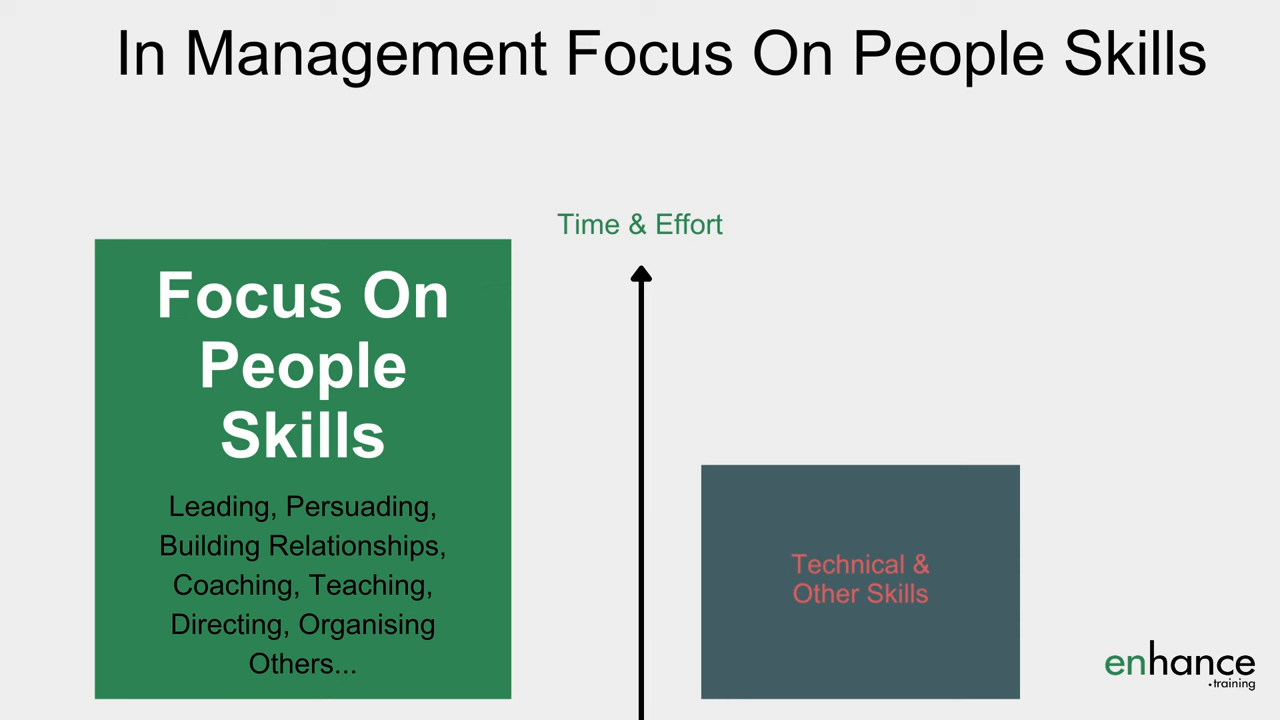 In Management Focus On People Skills
Time & Effort
Focus On
People
Skills
Leading, Persuading,
Building Relationships,
Coaching, Teaching,
Directing, Organising
Others...
Technical &
Other Skills
enhance
training